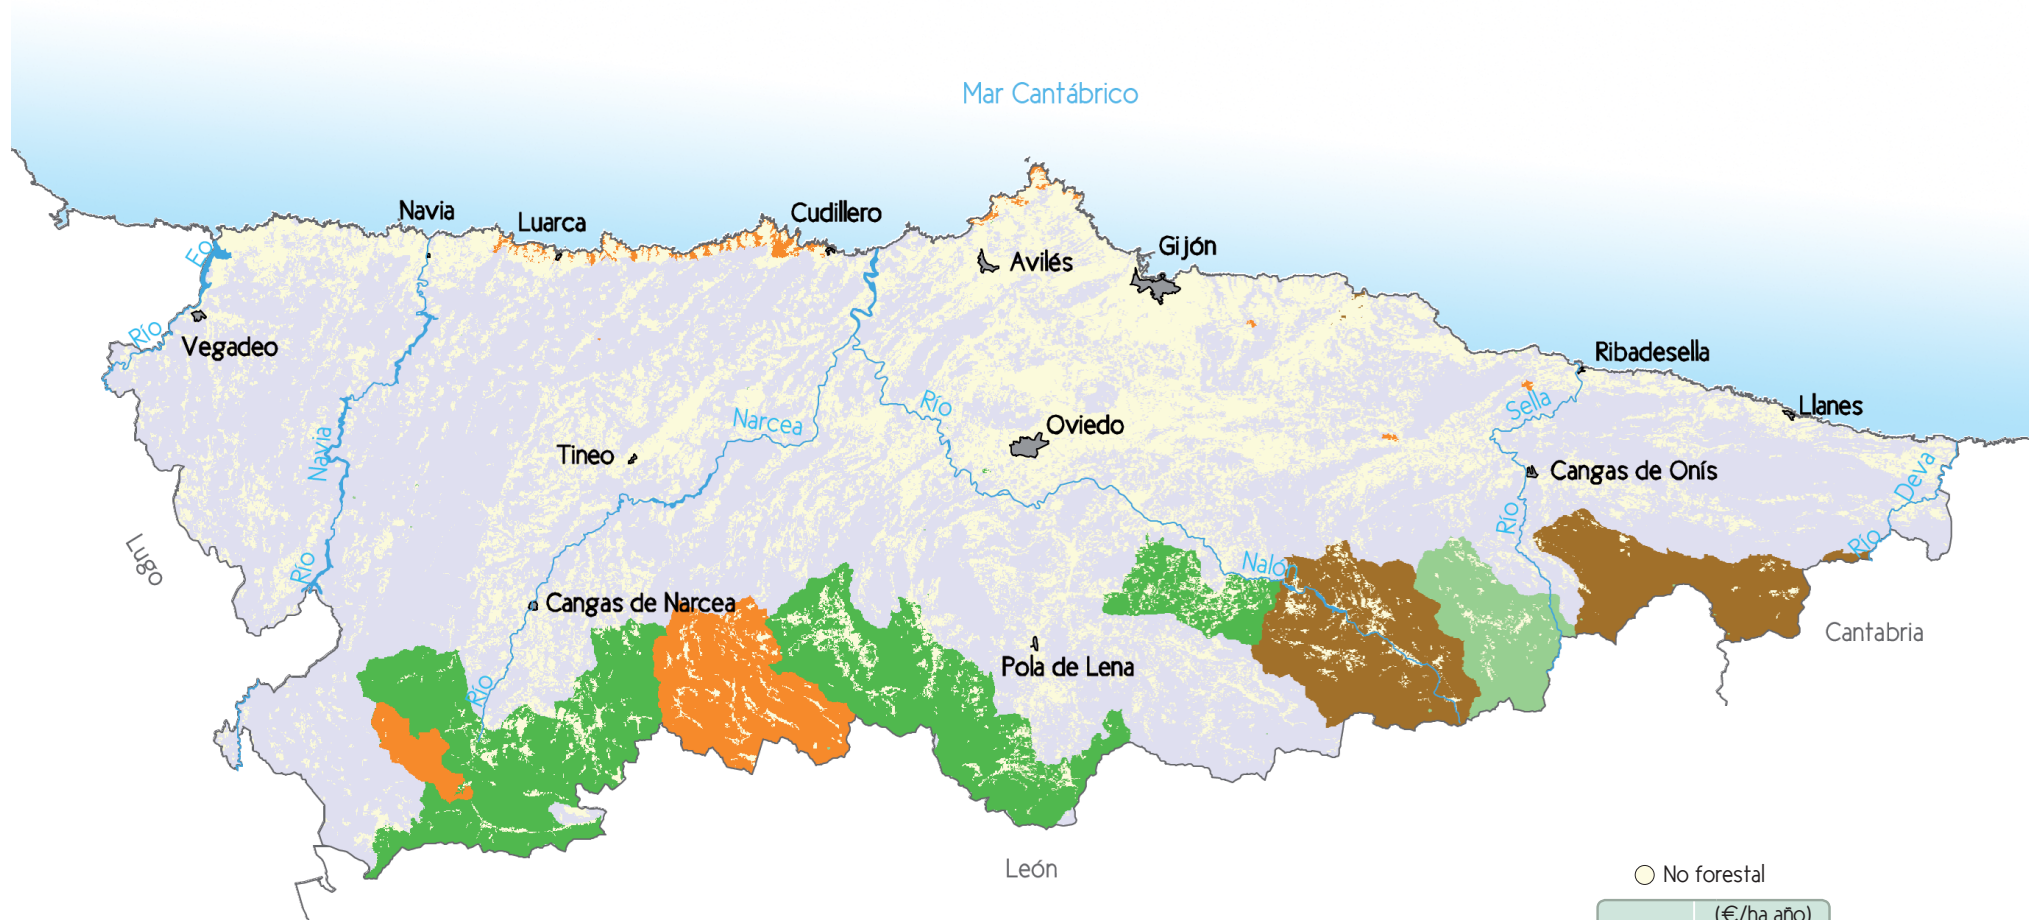 Mar Cantábrico
Navia
Luarca
Cudillero
Gijón
Avilés
Eo
Río
Vegadeo
Ribadesella
Llanes
Sella
Río
Narcea
Oviedo
Tineo
Navia
Cangas de Onís
Deva
Río
Río
Lugo
Río
Nalón
Cangas de Narcea
Cantabria
Pola de Lena
Río
León
No forestal
(€/ha año)